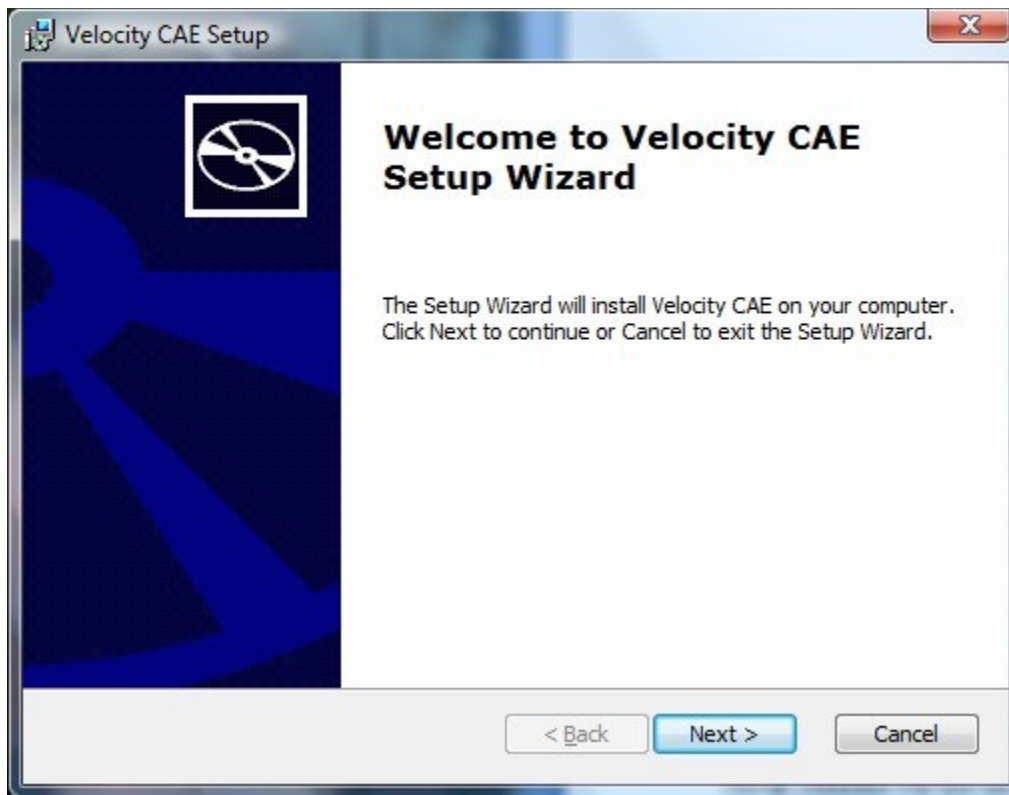 Velocity CAE Setup
Welcome to Velocity CAE
Setup Wizard
The Setup Wizard will install Velocity CAE on your computer.
Click Next to continue or Cancel to exit the Setup Wizard.
< Back
Next >
Cancel